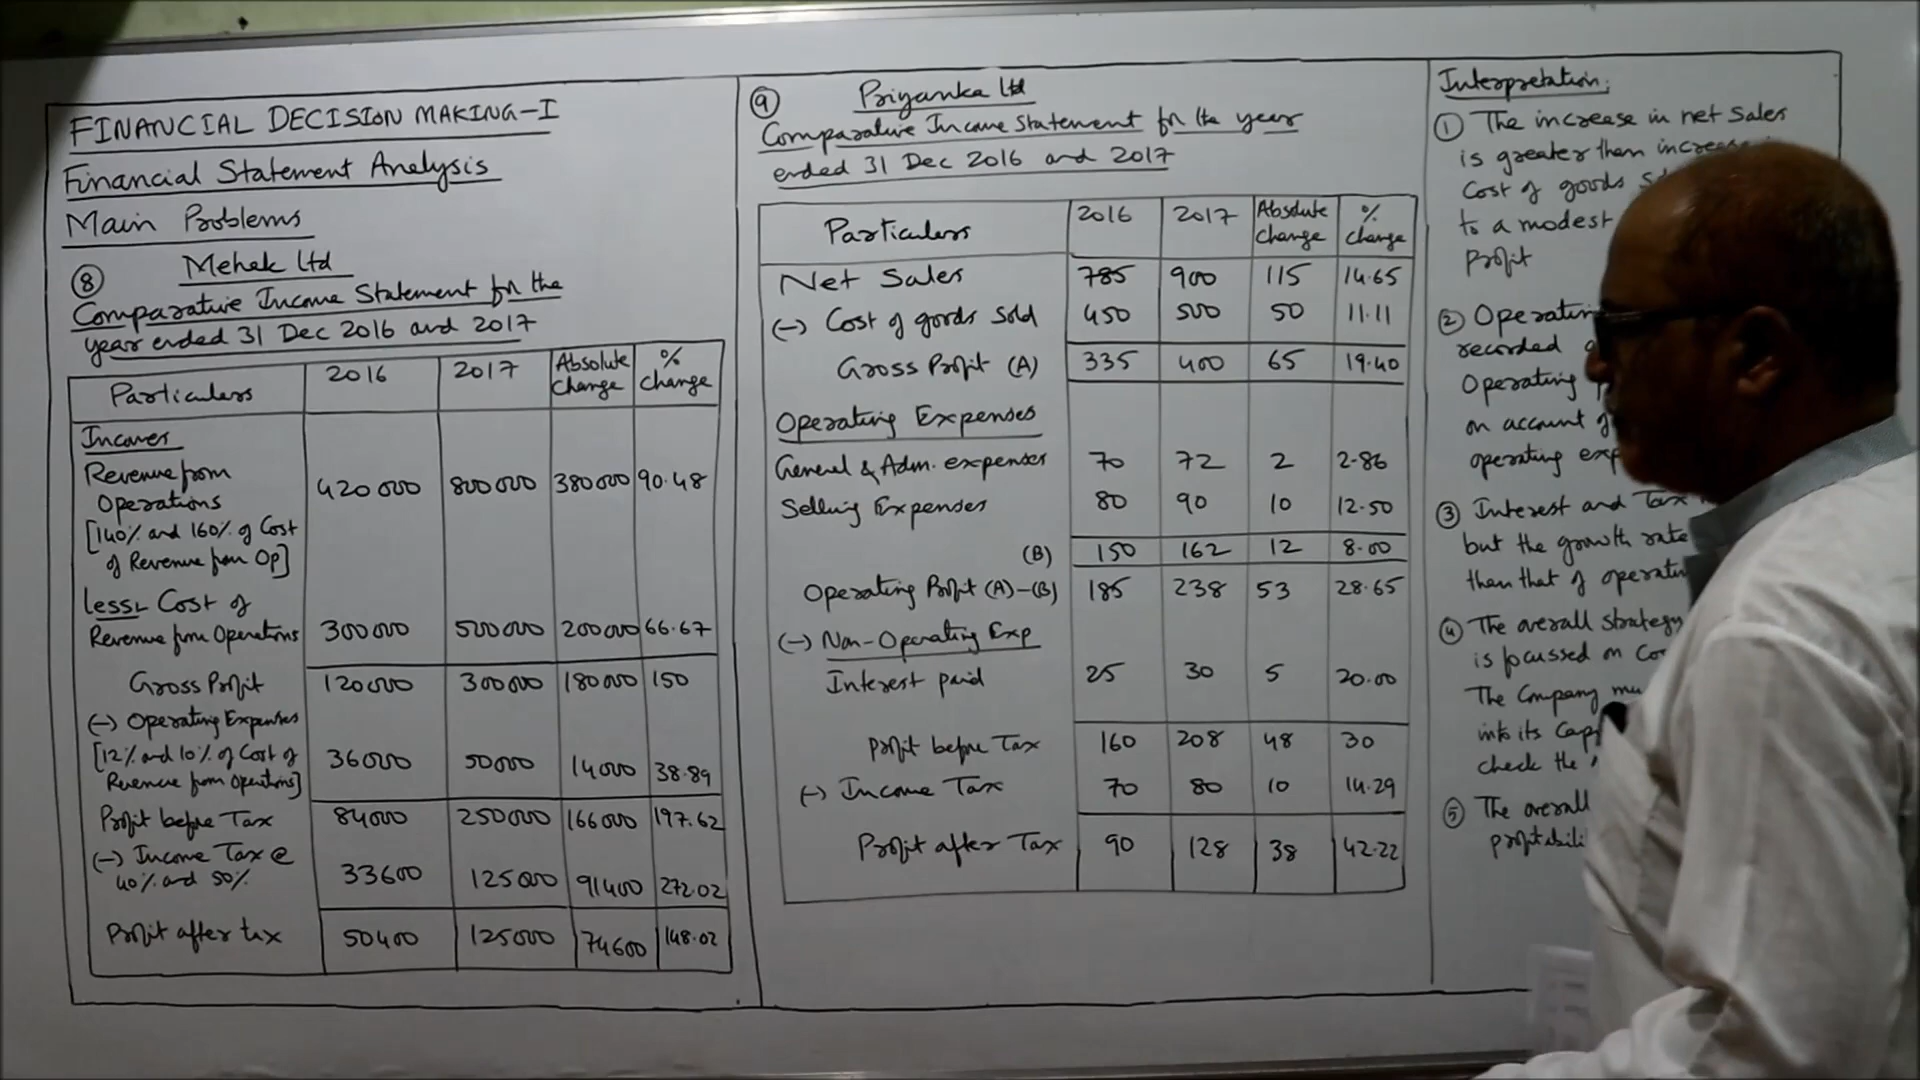 FINANCIAL DECISION MAKING-I
Financial Statement Analysis
Main Problems
⑧ Mehek Ltd
Comparative Income Statement for the
year ended 31 Dec 2016 and 2017
Particulars 2016 2017 Absolute Change % Change
Incomes
Revenue from
Operations 420000 800000 380000 90.48
[140% and 160% of Cost
of Revenue from Op]
Less Cost of
Revenue from Operations 300000 500000 200000 66.67
Gross Profit 120000 300000 180000 150
(-) Operating Expenses
[12% and 10% of Cost of 36000 50000 14000 38.89
Revenue from Operations]
Profit before Tax 84000 250000 166000 197.62
(-) Income Tax @
40% and 50% 33600 125000 91400 272.02
Profit after tax 50400 125000 74600 148.02
⑨ Priyanka Ltd
Comparative Income Statement for the year
ended 31 Dec 2016 and 2017
Particulars 2016 2017 Absolute Change % Change
Net Sales 785 900 115 14.65
(-) Cost of goods Sold 450 500 50 11.11
Gross Profit (A) 335 400 65 19.40
Operating Expenses
General & Adm. expenses 70 72 2 2.86
Selling Expenses 80 90 10 12.50
(B) 150 162 12 8.00
Operating Profit (A)-(B) 185 238 53 28.65
(-) Non-Operating Exp
Interest paid 25 30 5 20.00
Profit before Tax 160 208 48 30
(-) Income Tax 70 80 10 14.29
Profit after Tax 90 128 38 42.22
Interpretation:
① The increase in net Sales
is greater than increase
Cost of goods
to a modest
Profit
② Operating
recorded
Operating
on account of
operating
③ Interest and Tax
but the growth rate
than that of
④ The overall strategy
is focussed on
The Company
into its
check the
⑤ The overall